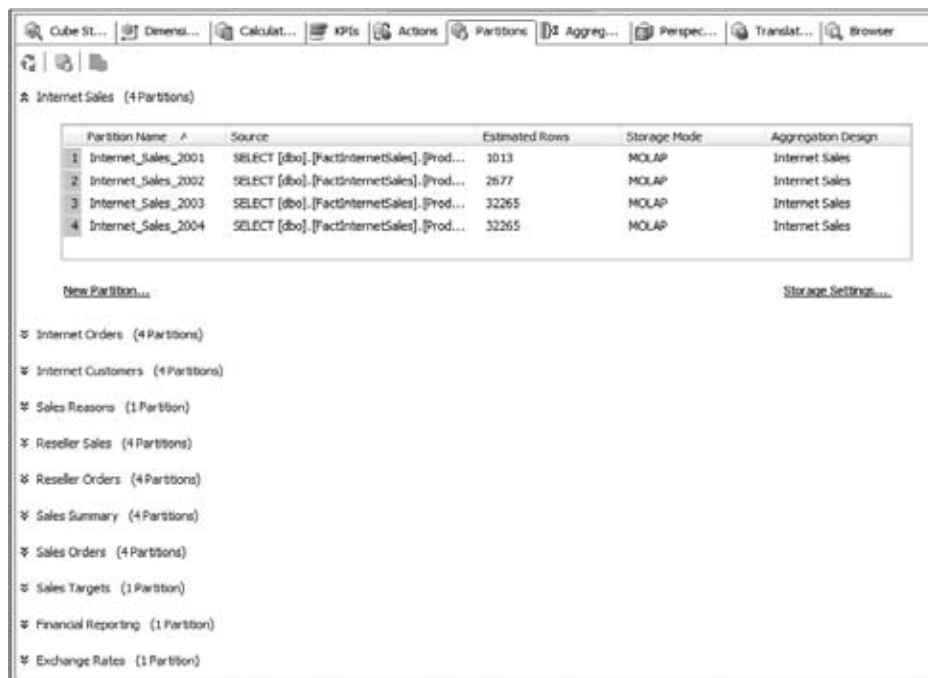 Cube St... Dimensi... Calculat... KPIs Actions Partitions Aggreg... Perspec... Translat... Browser
Internet Sales (4 Partitions)
Partition Name Source Estimated Rows Storage Mode Aggregation Design
1 Internet_Sales_2001 SELECT [dbo].[FactInternetSales].[Prod... 1013 MOLAP Internet Sales
2 Internet_Sales_2002 SELECT [dbo].[FactInternetSales].[Prod... 2677 MOLAP Internet Sales
3 Internet_Sales_2003 SELECT [dbo].[FactInternetSales].[Prod... 32265 MOLAP Internet Sales
4 Internet_Sales_2004 SELECT [dbo].[FactInternetSales].[Prod... 32265 MOLAP Internet Sales
New Partition... Storage Settings...
Internet Orders (4 Partitions)
Internet Customers (4 Partitions)
Sales Reasons (1 Partition)
Reseller Sales (4 Partitions)
Reseller Orders (4 Partitions)
Sales Summary (4 Partitions)
Sales Orders (4 Partitions)
Sales Targets (1 Partition)
Financial Reporting (1 Partition)
Exchange Rates (1 Partition)